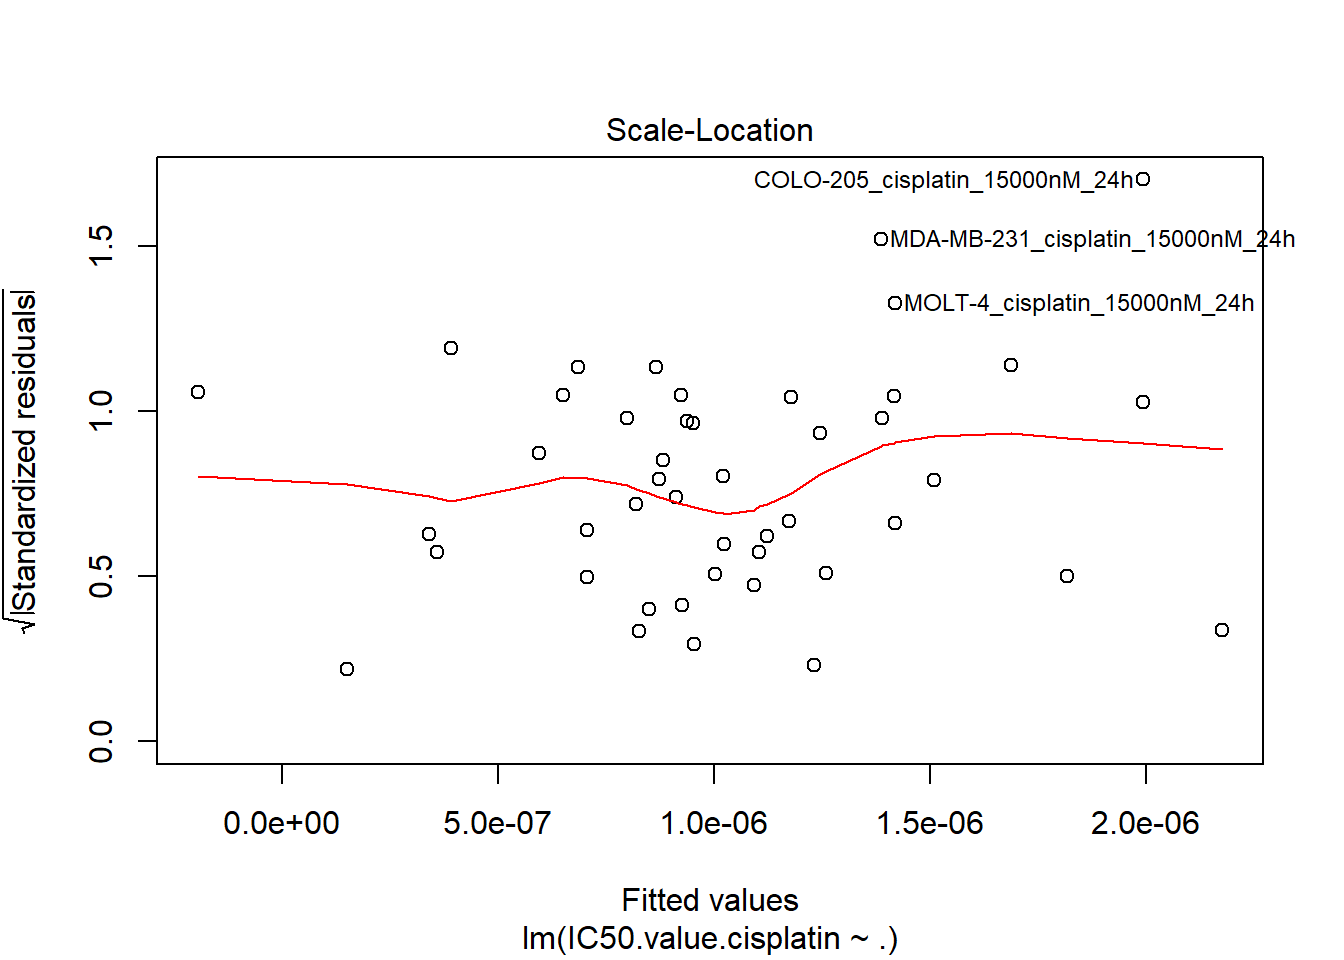 Scale-Location
COLO-205_cisplatin_15000nM_24h
MDA-MB-231_cisplatin_15000nM_24h
MOLT-4_cisplatin_15000nM_24h
√|Standardized residuals|
1.5
1.0
0.5
0.0
0.0e+00 5.0e-07 1.0e-06 1.5e-06 2.0e-06
Fitted values
lm(IC50.value.cisplatin ~ .)